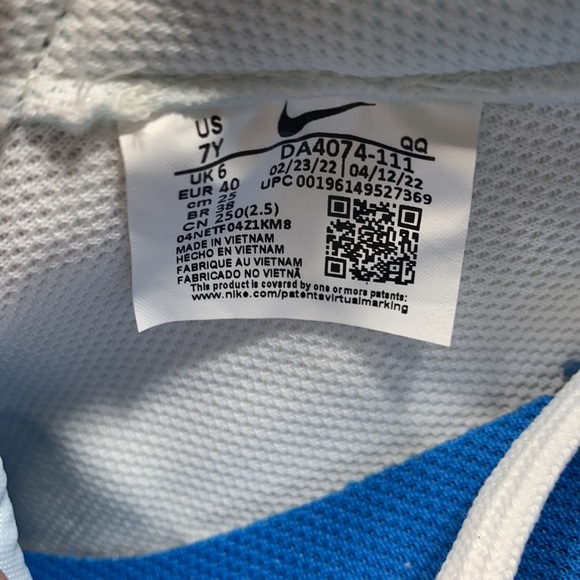 US
7Y
UK 6
EUR 40
cm 25
BR 38
CN 250(2.5)
DA4074-111 QQ
02/23/22 04/12/22
UPC 00196149527369
04NETF04Z1KM8
MADE IN VIETNAM
HECHO EN VIETNAM
FABRIQUE AU VIETNAM
FABRICADO NO VIETNÃ
This product is covered by one or more patents:
www.nike.com/patentsvirtualmarking